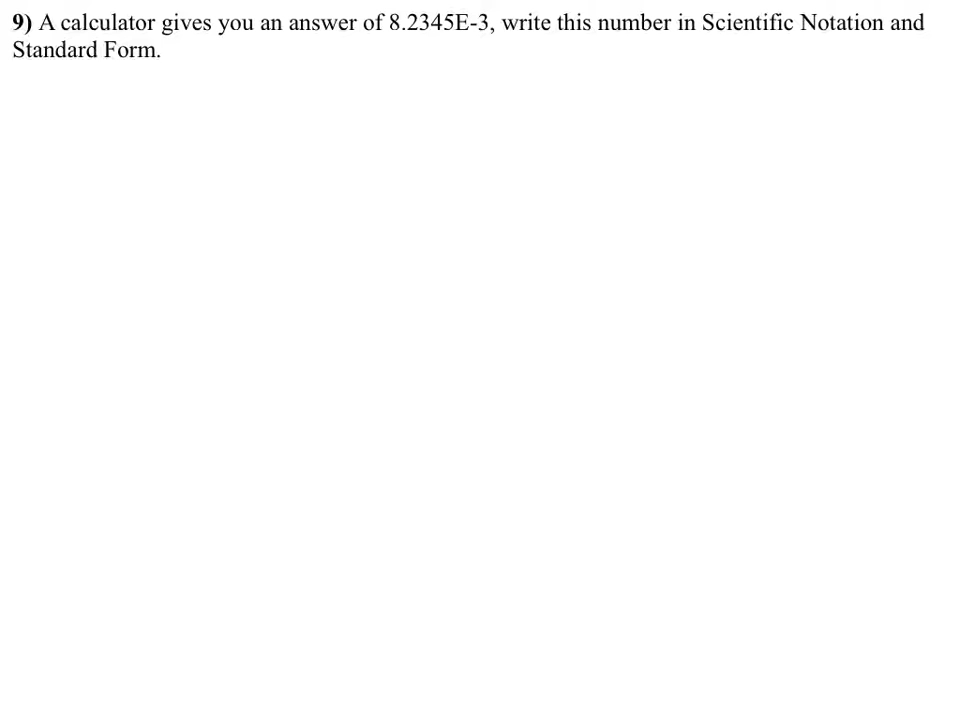 9) A calculator gives you an answer of 8.2345E-3, write this number in Scientific Notation and
Standard Form.